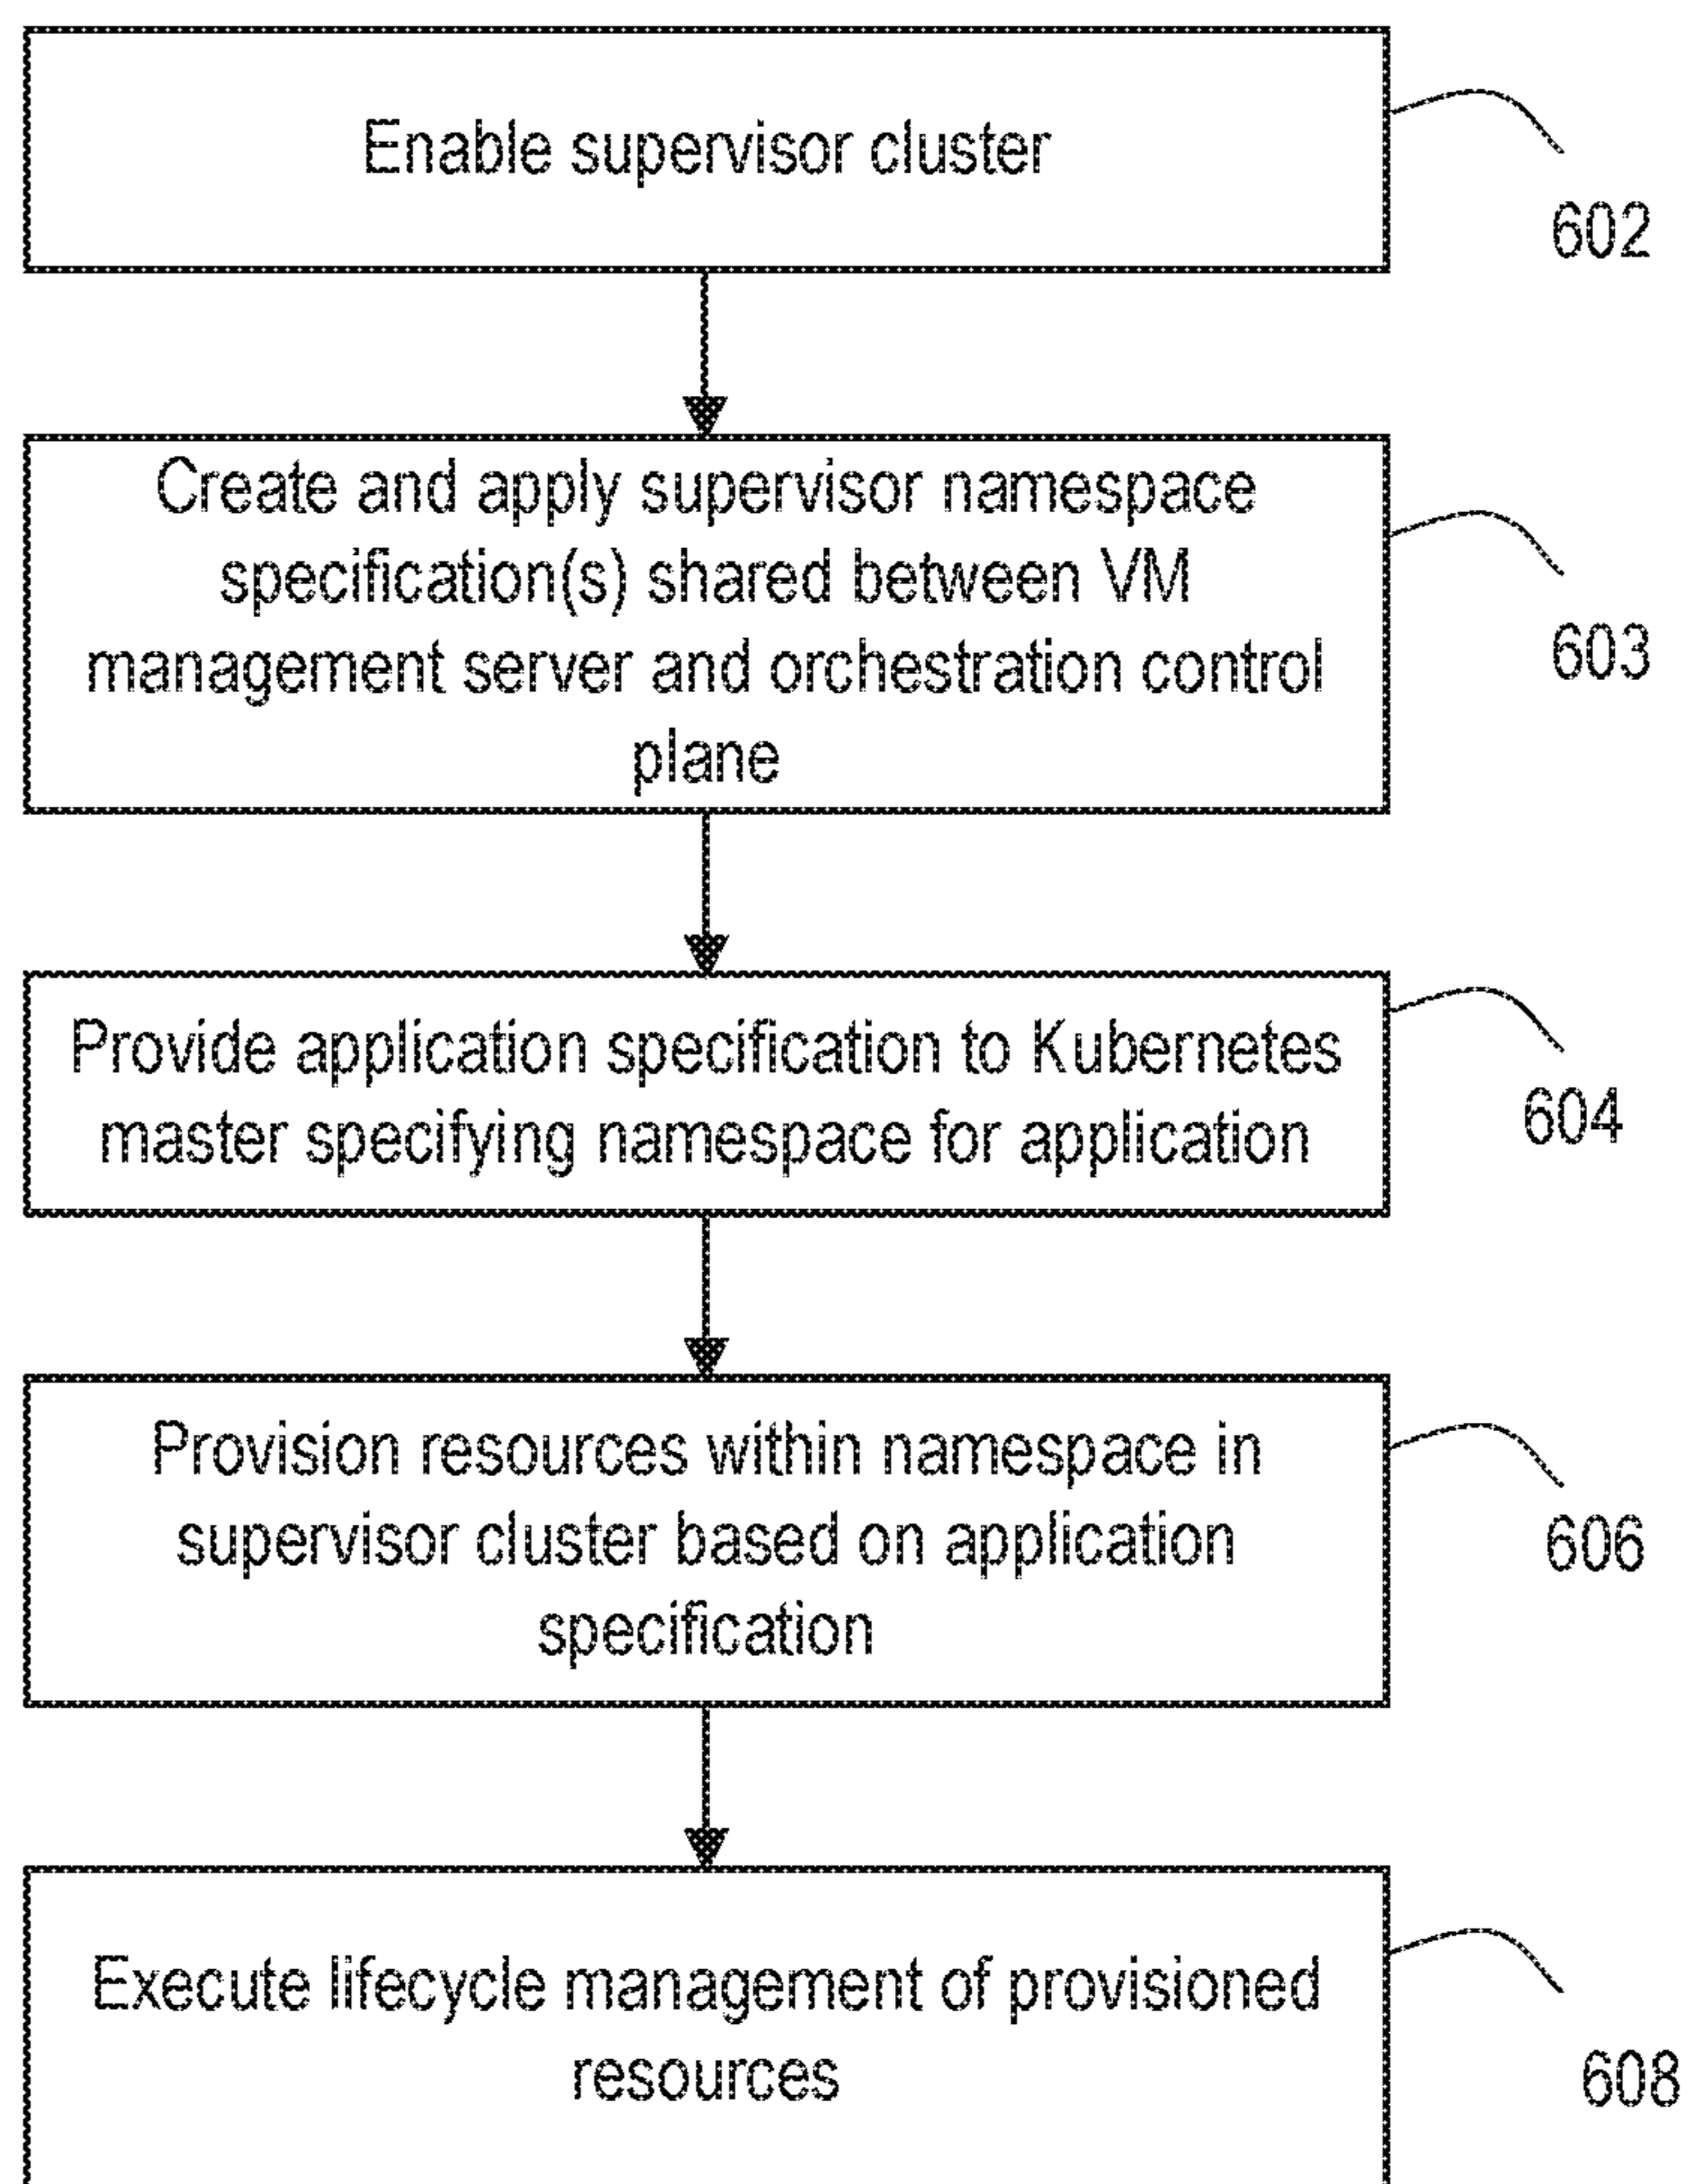 Enable supervisor cluster
602
Create and apply supervisor namespace
specification(s) shared between VM
management server and orchestration control
plane
603
Provide application specification to Kubernetes
master specifying namespace for application
604
Provision resources within namespace in
supervisor cluster based on application
specification
606
Execute lifecycle management of provisioned
resources
608